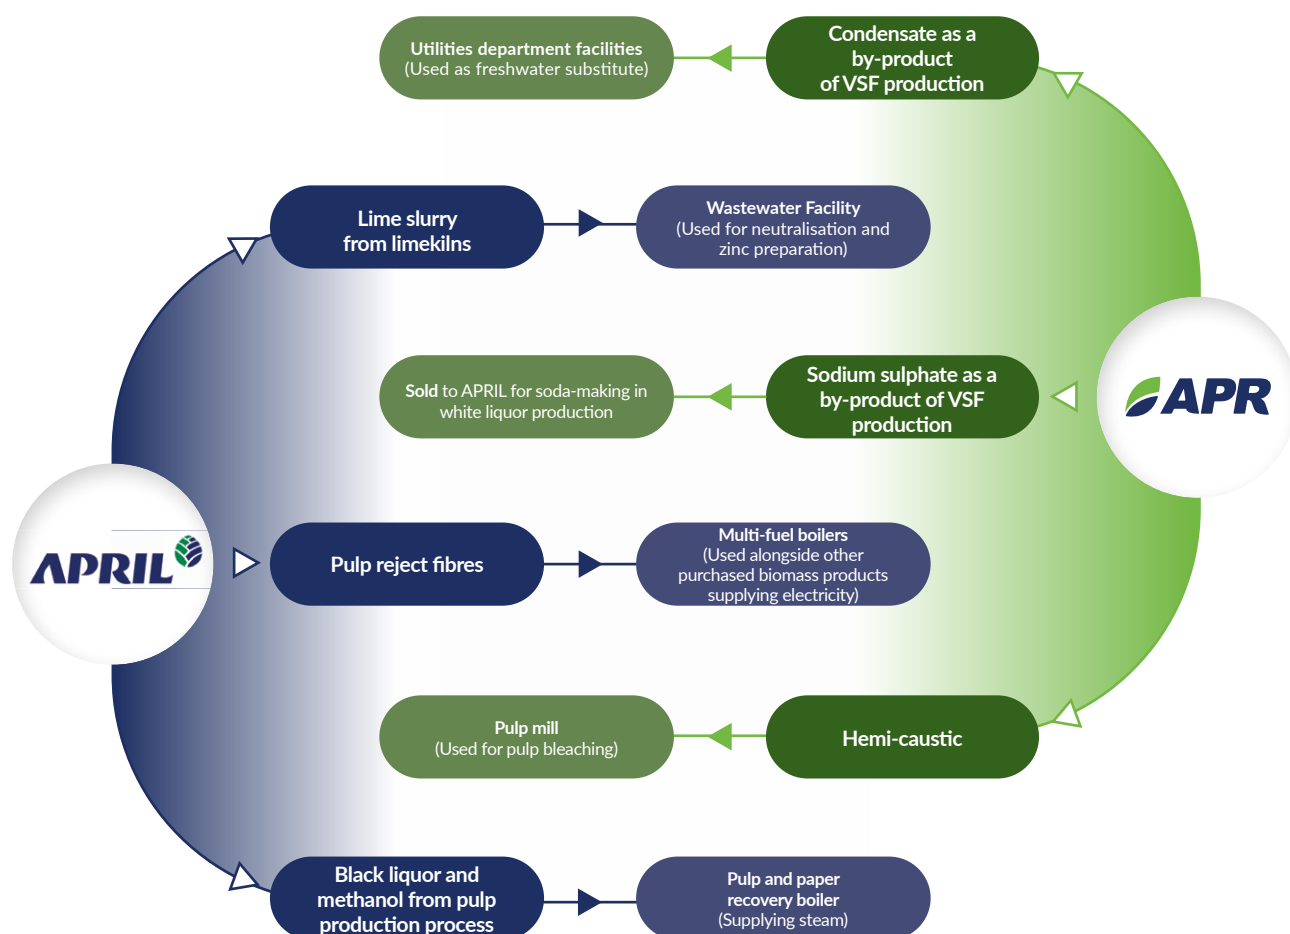 Utilities department facilities
(Used as freshwater substitute)
Condensate as a
by-product
of VSF production
Lime slurry
from limekilns
Wastewater Facility
(Used for neutralisation and
zinc preparation)
Sold to APRIL for soda-making in
white liquor production
Sodium sulphate as a
by-product of VSF
production
APR
APRIL
Pulp reject fibres
Multi-fuel boilers
(Used alongside other
purchased biomass products
supplying electricity)
Pulp mill
(Used for pulp bleaching)
Hemi-caustic
Black liquor and
methanol from pulp
production process
Pulp and paper
recovery boiler
(Supplying steam)